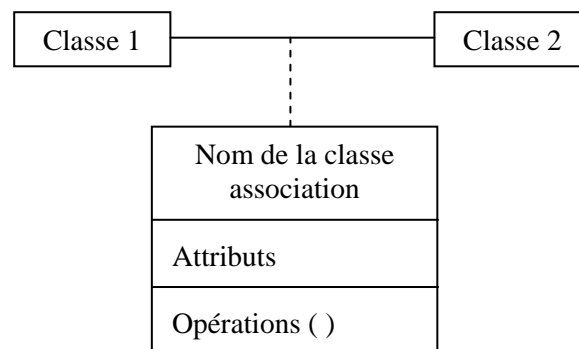 Classe 1
Classe 2
Nom de la classe
association
Attributs
Opérations ( )